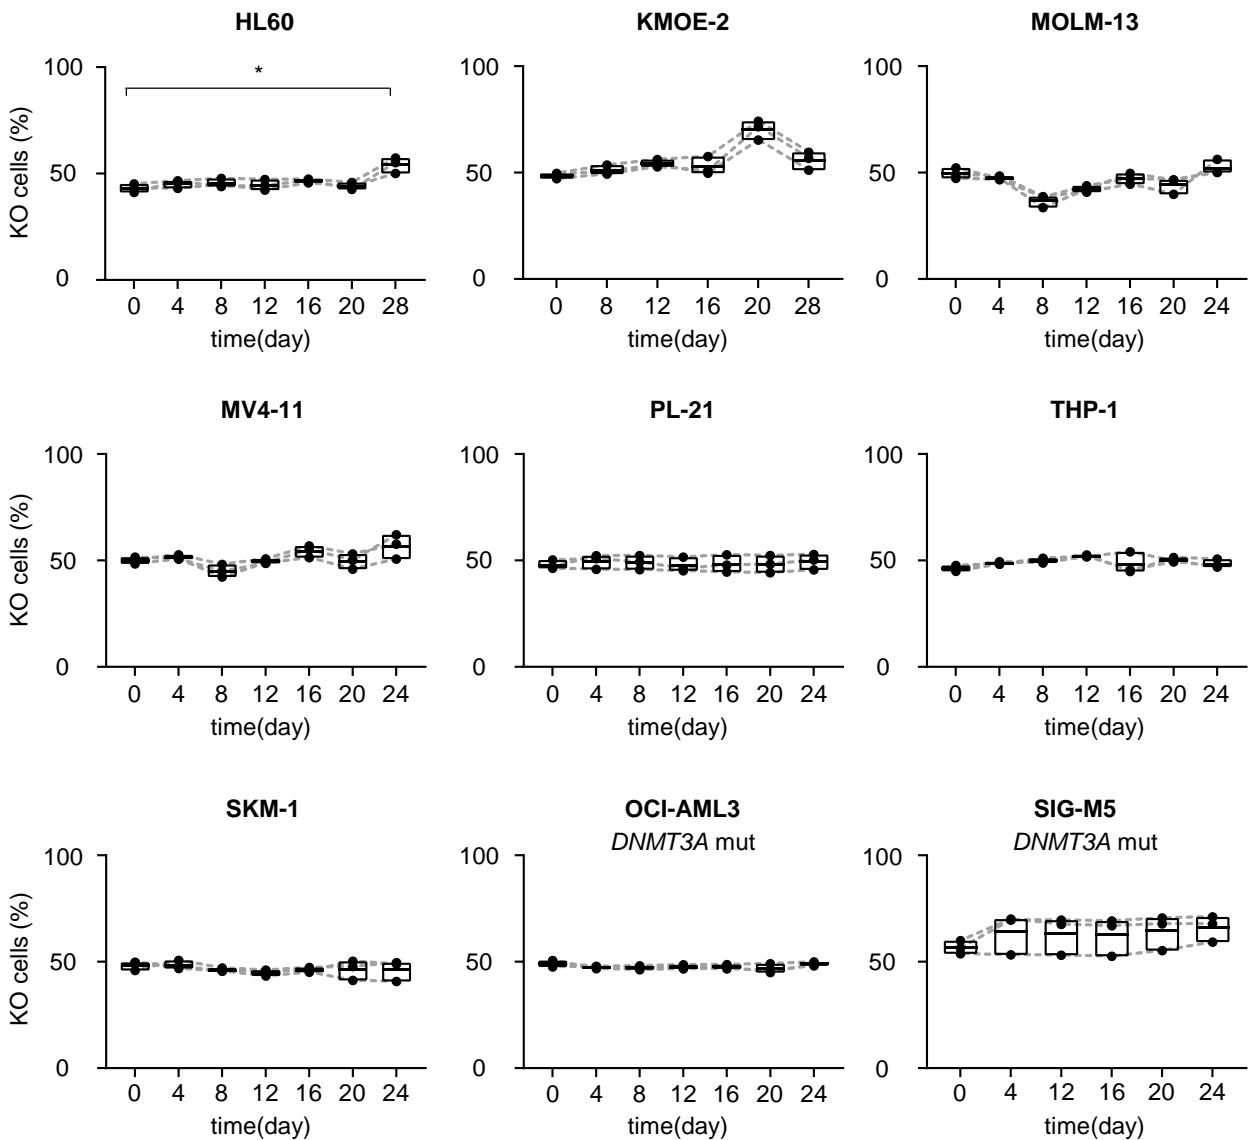 HL60 KMOE-2 MOLM-13
KO cells (%)
100 100 100
*
50 50 50
0 0 0
0 4 8 12 16 20 28 0 4 8 12 16 20 28 0 4 8 12 16 20 24
time(day) time(day) time(day)
MV4-11 PL-21 THP-1
KO cells (%)
100 100 100
50 50 50
0 0 0
0 4 8 12 16 20 24 0 4 8 12 16 20 24 0 4 8 12 16 20 24
time(day) time(day) time(day)
SKM-1 OCI-AML3 SIG-M5
DNMT3A mut DNMT3A mut
KO cells (%)
100 100 100
50 50 50
0 0 0
0 4 8 12 16 20 24 0 4 8 12 16 20 24 0 4 12 16 20 24
time(day) time(day) time(day)